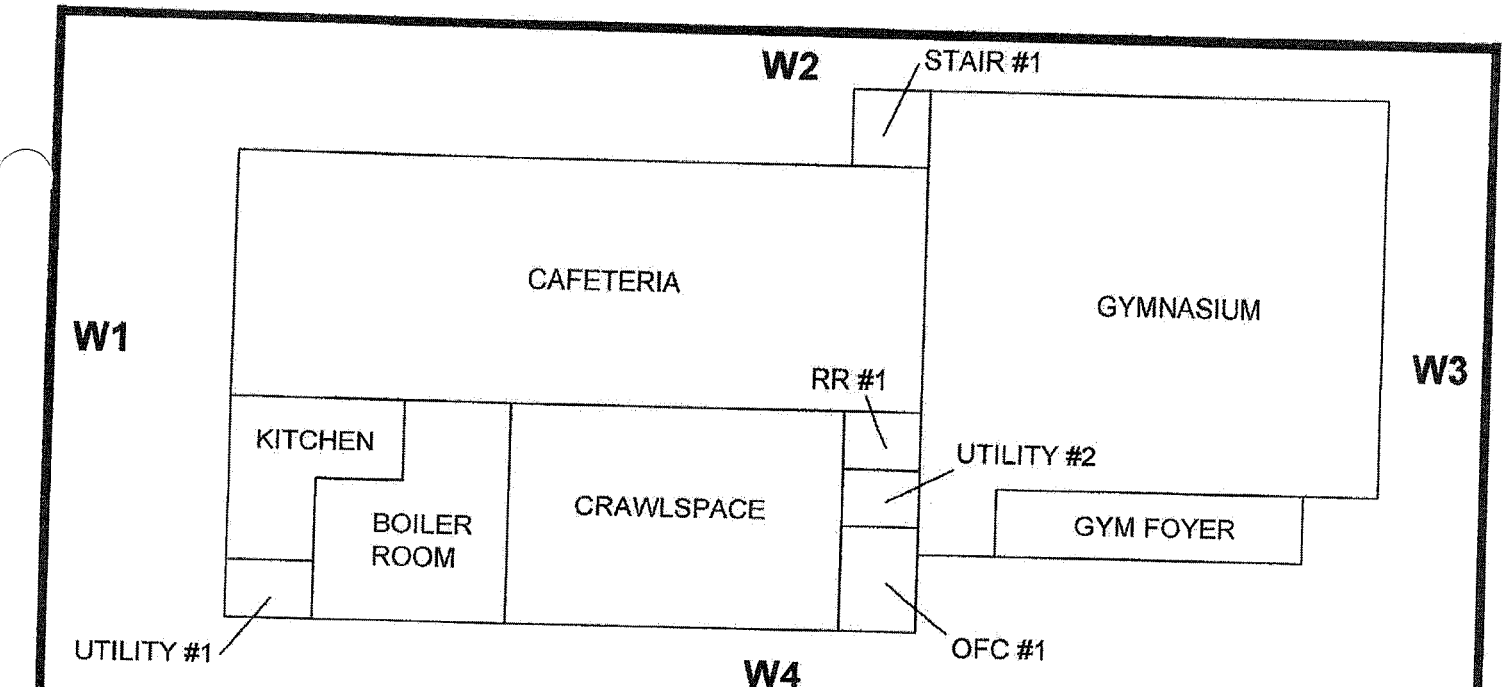 W2
STAIR #1
CAFETERIA
GYMNASIUM
W1
W3
RR #1
KITCHEN
UTILITY #2
CRAWLSPACE
BOILER
ROOM
GYM FOYER
UTILITY #1
OFC #1
W4